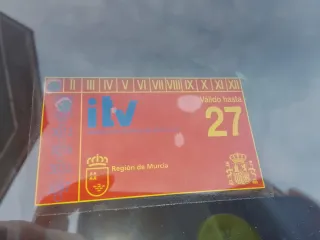 II III IV V VI VII VIII IX X XI XII
Válido hasta
itv
27
Región de Murcia